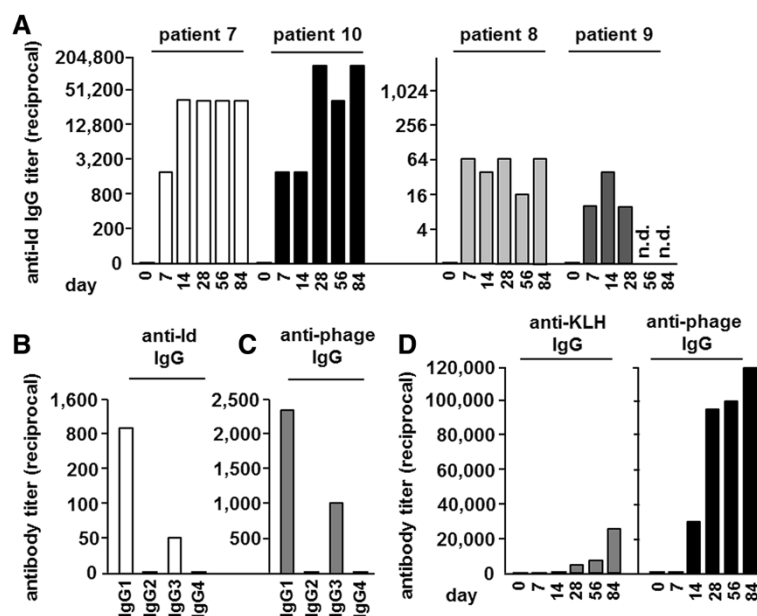 A
patient 7
patient 10
patient 8
patient 9
anti-Id IgG titer (reciprocal)
204,800
51,200
12,800
3,200
800
200
0
1,024
256
64
16
4
n.d.
n.d.
day
0 7 14 28 56 84 0 7 14 28 56 84 0 7 14 28 56 84 0 7 14 28 56 84
B
anti-Id
IgG
antibody titer (reciprocal)
1,600
800
200
100
50
0
IgG1 IgG2 IgG3 IgG4
C
anti-phage
IgG
2,500
2,000
1,500
1,000
500
IgG1 IgG2 IgG3 IgG4
D
anti-KLH
IgG
anti-phage
IgG
antibody titer (reciprocal)
120,000
100,000
80,000
60,000
40,000
20,000
0
day
0 7 14 28 56 84 0 7 14 28 56 84